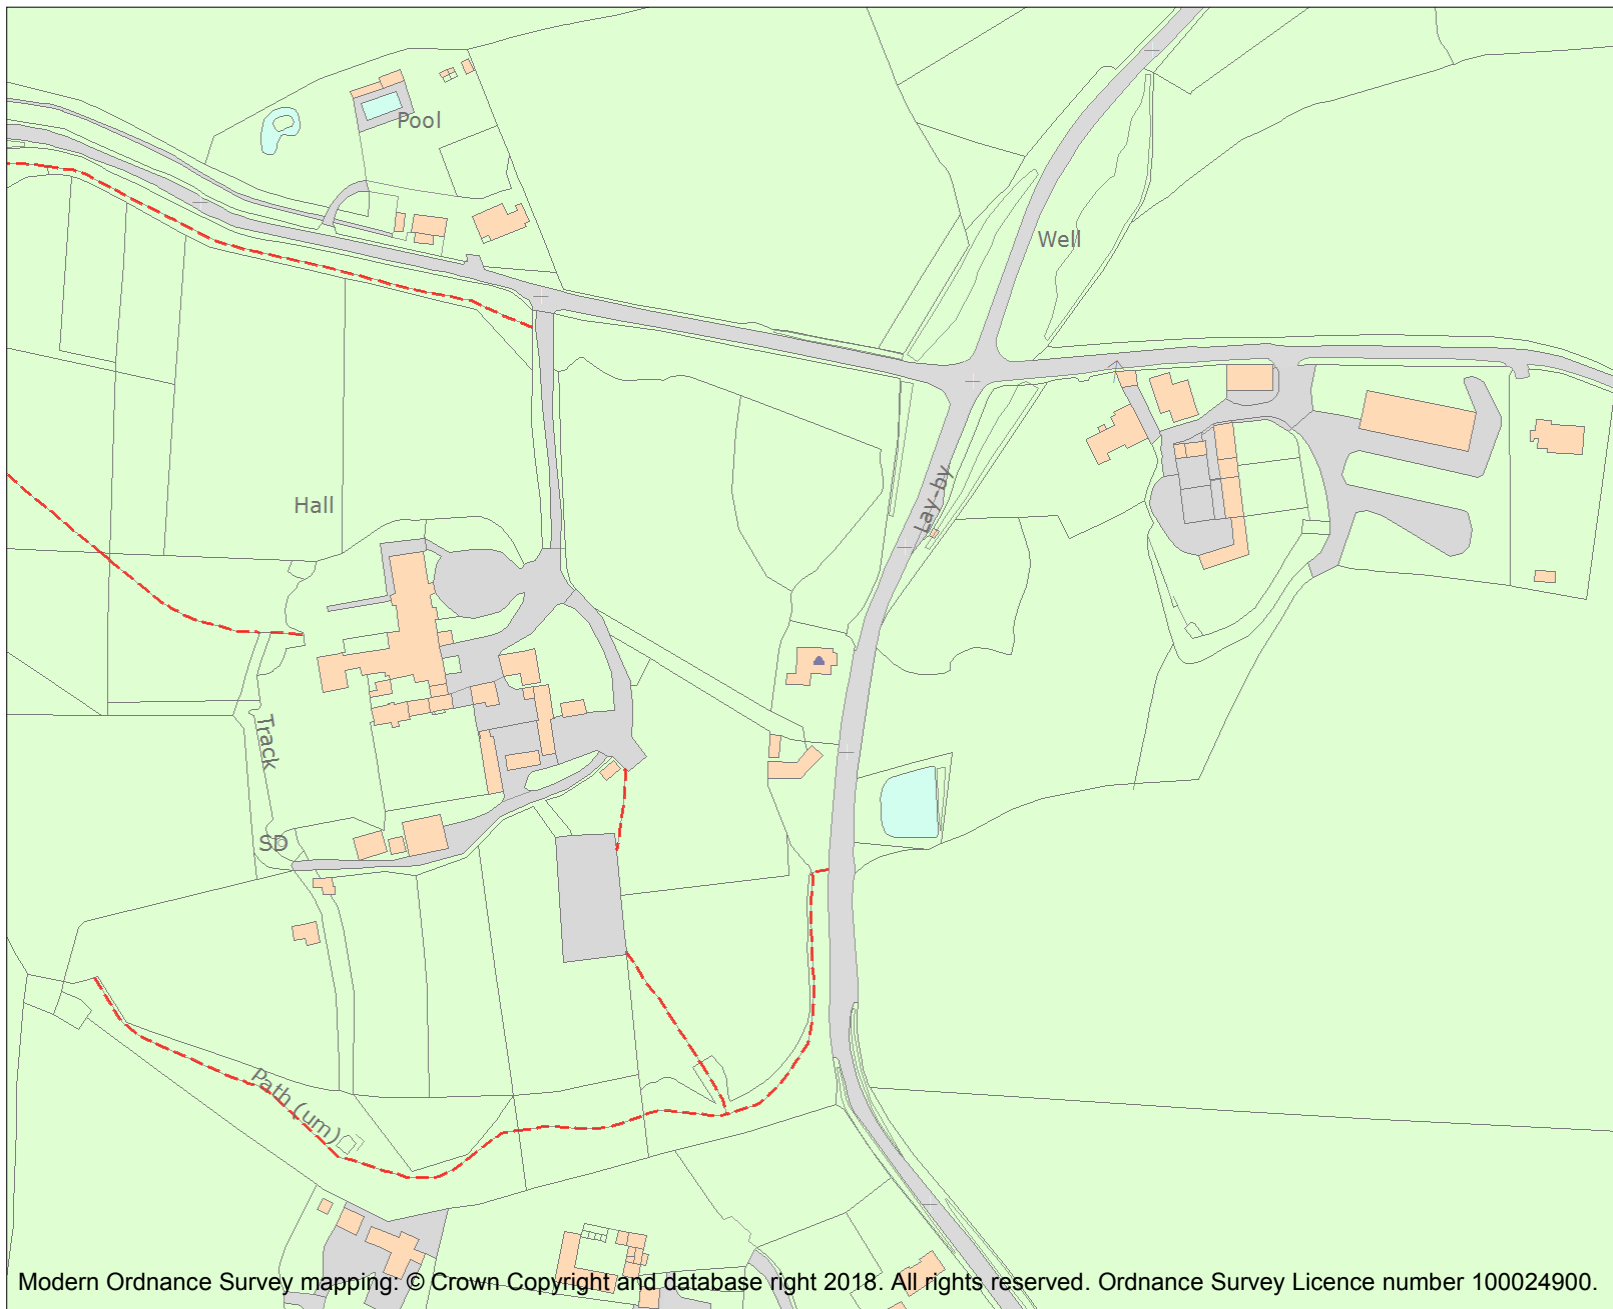 Pool
Well
Lay-by
Hall
Track
SD
Path (um)
Modern Ordnance Survey mapping: © Crown Copyright and database right 2018. All rights reserved. Ordnance Survey Licence number 100024900.